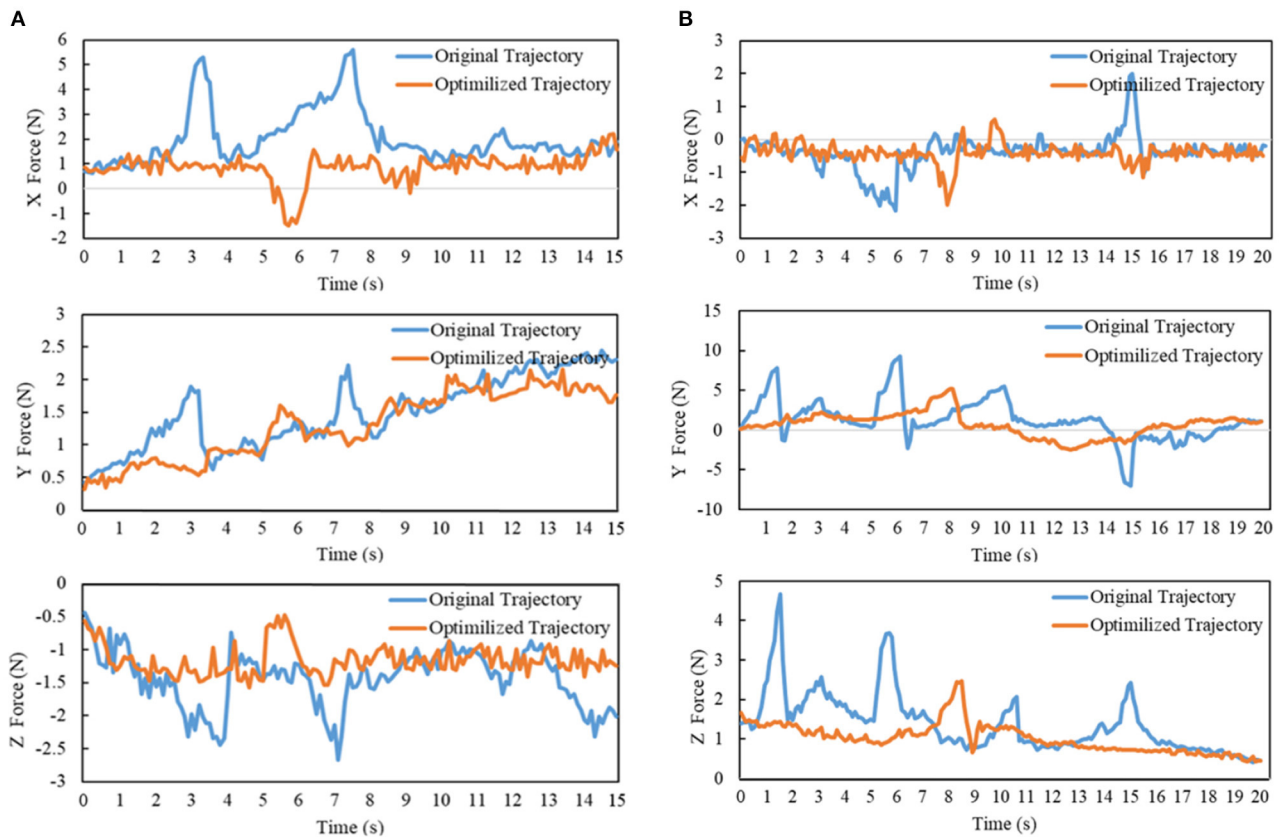 A
6
5
4
3
2
1
0
-1
-2
X Force (N)
Original Trajectory
Optimilized Trajectory
0 1 2 3 4 5 6 7 8 9 10 11 12 13 14 15
Time (s)
3
2.5
2
1.5
1
0.5
0
Y Force (N)
Original Trajectory
Optimilized Trajectory
0 1 2 3 4 5 6 7 8 9 10 11 12 13 14 15
Time (s)
0
-0.5
-1
-1.5
-2
-2.5
-3
Z Force (N)
Original Trajectory
Optimilized Trajectory
0 1 2 3 4 5 6 7 8 9 10 11 12 13 14 15
Time (s)
B
3
2
1
0
-1
-2
-3
X Force (N)
Original Trajectory
Optimilized Trajectory
0 1 2 3 4 5 6 7 8 9 10 11 12 13 14 15 16 17 18 19 20
Time (s)
15
10
5
0
-5
-10
Y Force (N)
Original Trajectory
Optimilized Trajectory
1 2 3 4 5 6 7 8 9 10 11 12 13 14 15 16 17 18 19 20
Time (s)
5
4
3
2
1
0
Z Force (N)
Original Trajectory
Optimilized Trajectory
0 1 2 3 4 5 6 7 8 9 10 11 12 13 14 15 16 17 18 19 20
Time (s)